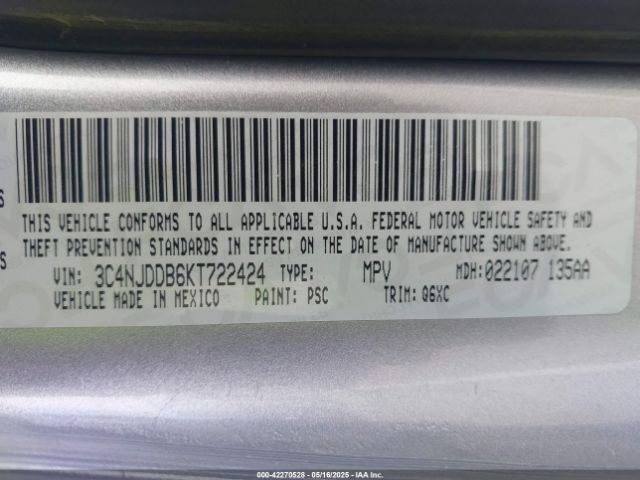 THIS VEHICLE CONFORMS TO ALL APPLICABLE U.S.A. FEDERAL MOTOR VEHICLE SAFETY AND
THEFT PREVENTION STANDARDS IN EFFECT ON THE DATE OF MANUFACTURE SHOWN ABOVE.
VIN: 3C4NJDDB6KT722424 TYPE: MPV MDH:022107 135AA
VEHICLE MADE IN MEXICO PAINT: PSC TRIM: Q6XC
000-42270528 - 05/16/2025 - IAA Inc.